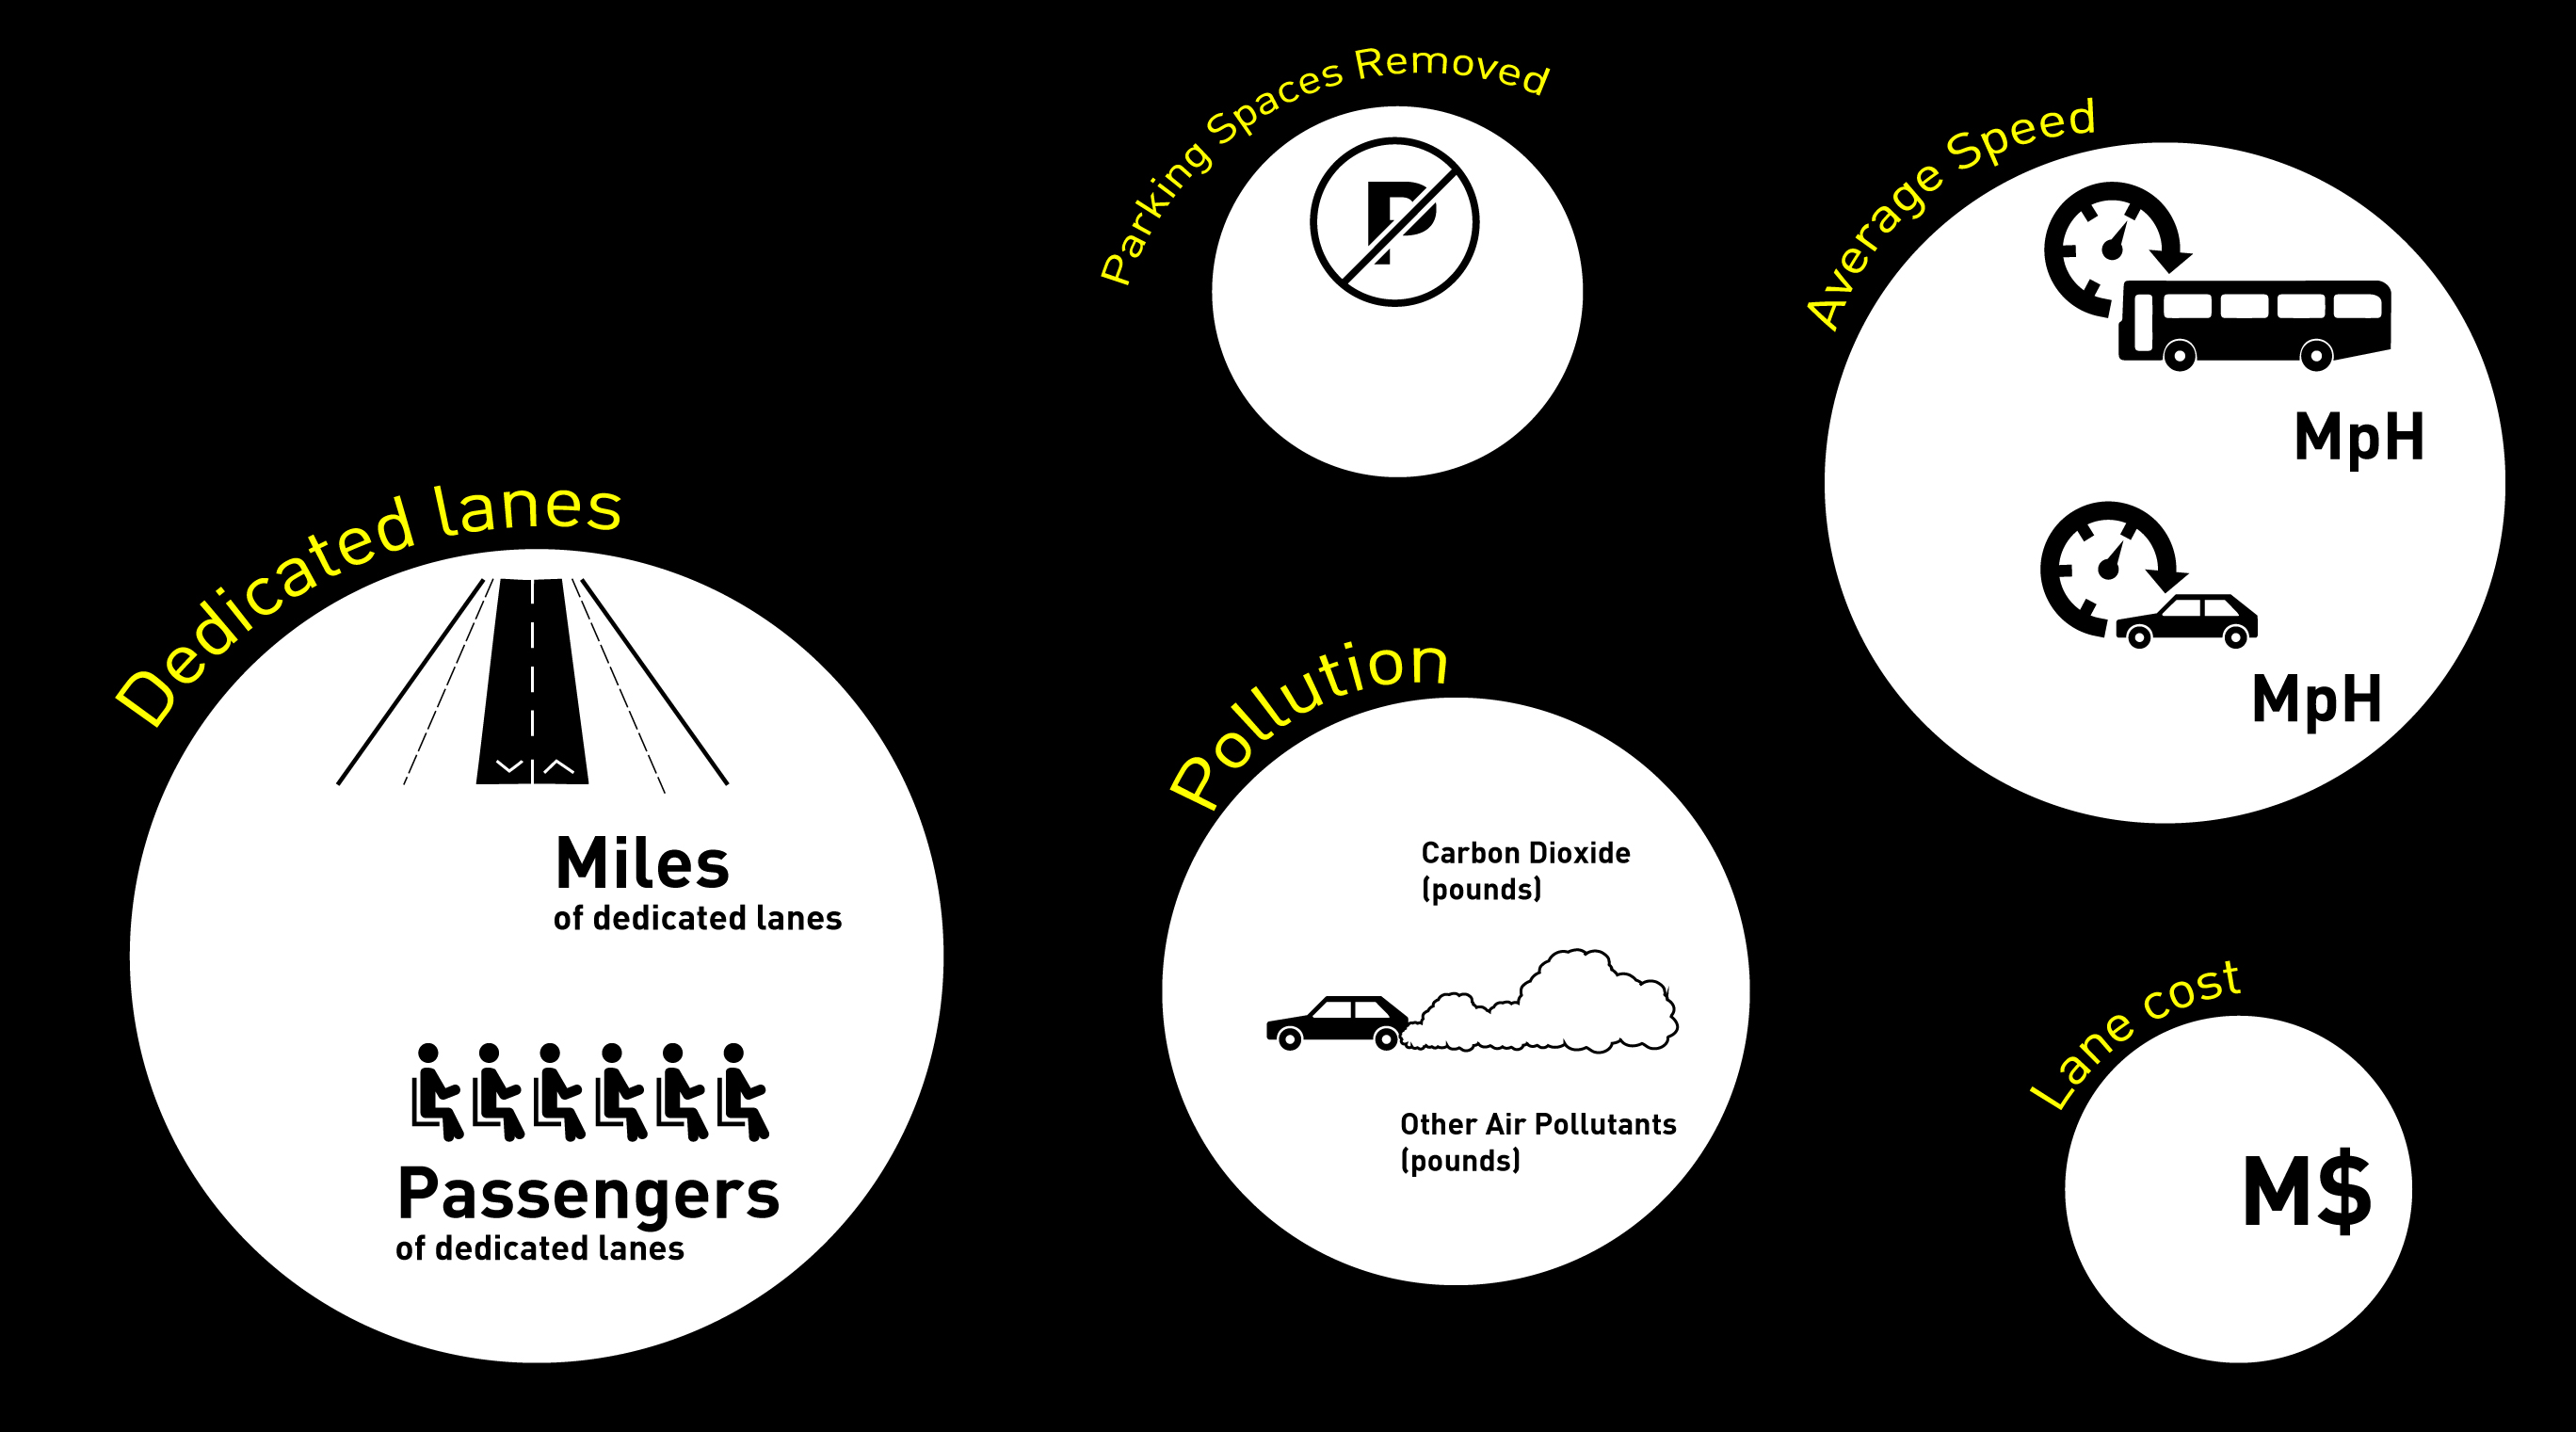 Parking Spaces Removed
P
Average Speed
MpH
MpH
Dedicated lanes
Miles
of dedicated lanes
Passengers
of dedicated lanes
Pollution
Carbon Dioxide
(pounds)
Other Air Pollutants
(pounds)
Lane cost
M$